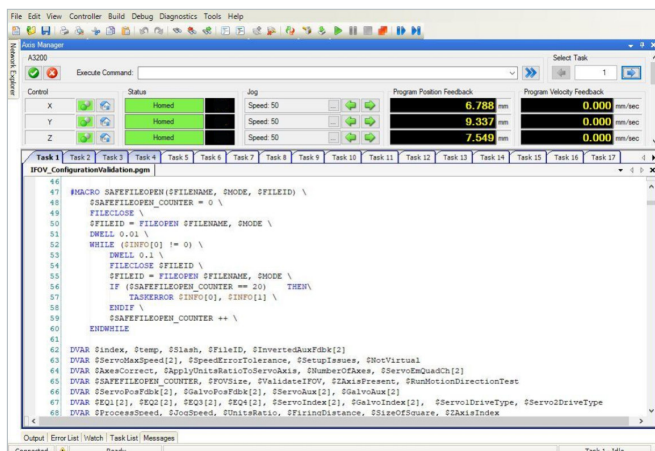 File Edit View Controller Build Debug Diagnostics Tools Help
Axis Manager
Network Explorer
A3200
Select Task
Execute Command:
1
Control Status Jog Program Position Feedback Program Velocity Feedback
X Homed Speed: 50 ... 6.788 mm 0.000 mm/sec
Y Homed Speed: 50 ... 9.337 mm 0.000 mm/sec
Z Homed Speed: 50 ... 7.549 mm 0.000 mm/sec
Task 1 Task 2 Task 3 Task 4 Task 5 Task 6 Task 7 Task 8 Task 9 Task 10 Task 11 Task 12 Task 13 Task 14 Task 15 Task 16 Task 17
IFOV_ConfigurationValidation.pgm
46
47 #MACRO SAFEFILEOPEN($FILENAME, $MODE, $FILEID) \
48 $SAFEFILEOPEN_COUNTER = 0 \
49 FILECLOSE \
50 $FILEID = FILEOPEN $FILENAME, $MODE \
51 DWELL 0.01 \
52 WHILE ($INFO[0] != 0) \
53 DWELL 0.1 \
54 FILECLOSE $FILEID \
55 $FILEID = FILEOPEN $FILENAME, $MODE \
56 IF ($SAFEFILEOPEN_COUNTER == 20) THEN\
57 TASKERROR $INFO[0], $INFO[1] \
58 ENDIF \
59 $SAFEFILEOPEN_COUNTER ++ \
60 ENDWHILE
61
62 DVAR $index, $temp, $Slash, $FileID, $InvertedAuxFdbk[2]
63 DVAR $ServoMaxSpeed[2], $SpeedErrorTolerance, $SetupIssues, $NotVirtual
64 DVAR $AxesCorrect, $ApplyUnitsRatioToServoAxis, $NumberOfAxes, $ServoEmQuadCh[2]
65 DVAR $SAFEFILEOPEN_COUNTER, $FOVSize, $ValidateIFOV, $ZAxisPresent, $RunMotionDirectionTest
66 DVAR $ServoPosFdbk[2], $GalvoPosFdbk[2], $ServoAux[2], $GalvoAux[2]
67 DVAR $EQ1[2], $EQ2[2], $EQ3[2], $EQ4[2], $ServoIndex[2], $GalvoIndex[2], $Servo1DriveType, $Servo2DriveType
68 DVAR $ProcessSpeed, $JogSpeed, $UnitsRatio, $FiringDistance, $SizeOfSquare, $ZAxisIndex
Output Error List Watch Task List Messages
Connected Ready Task 1 Idle